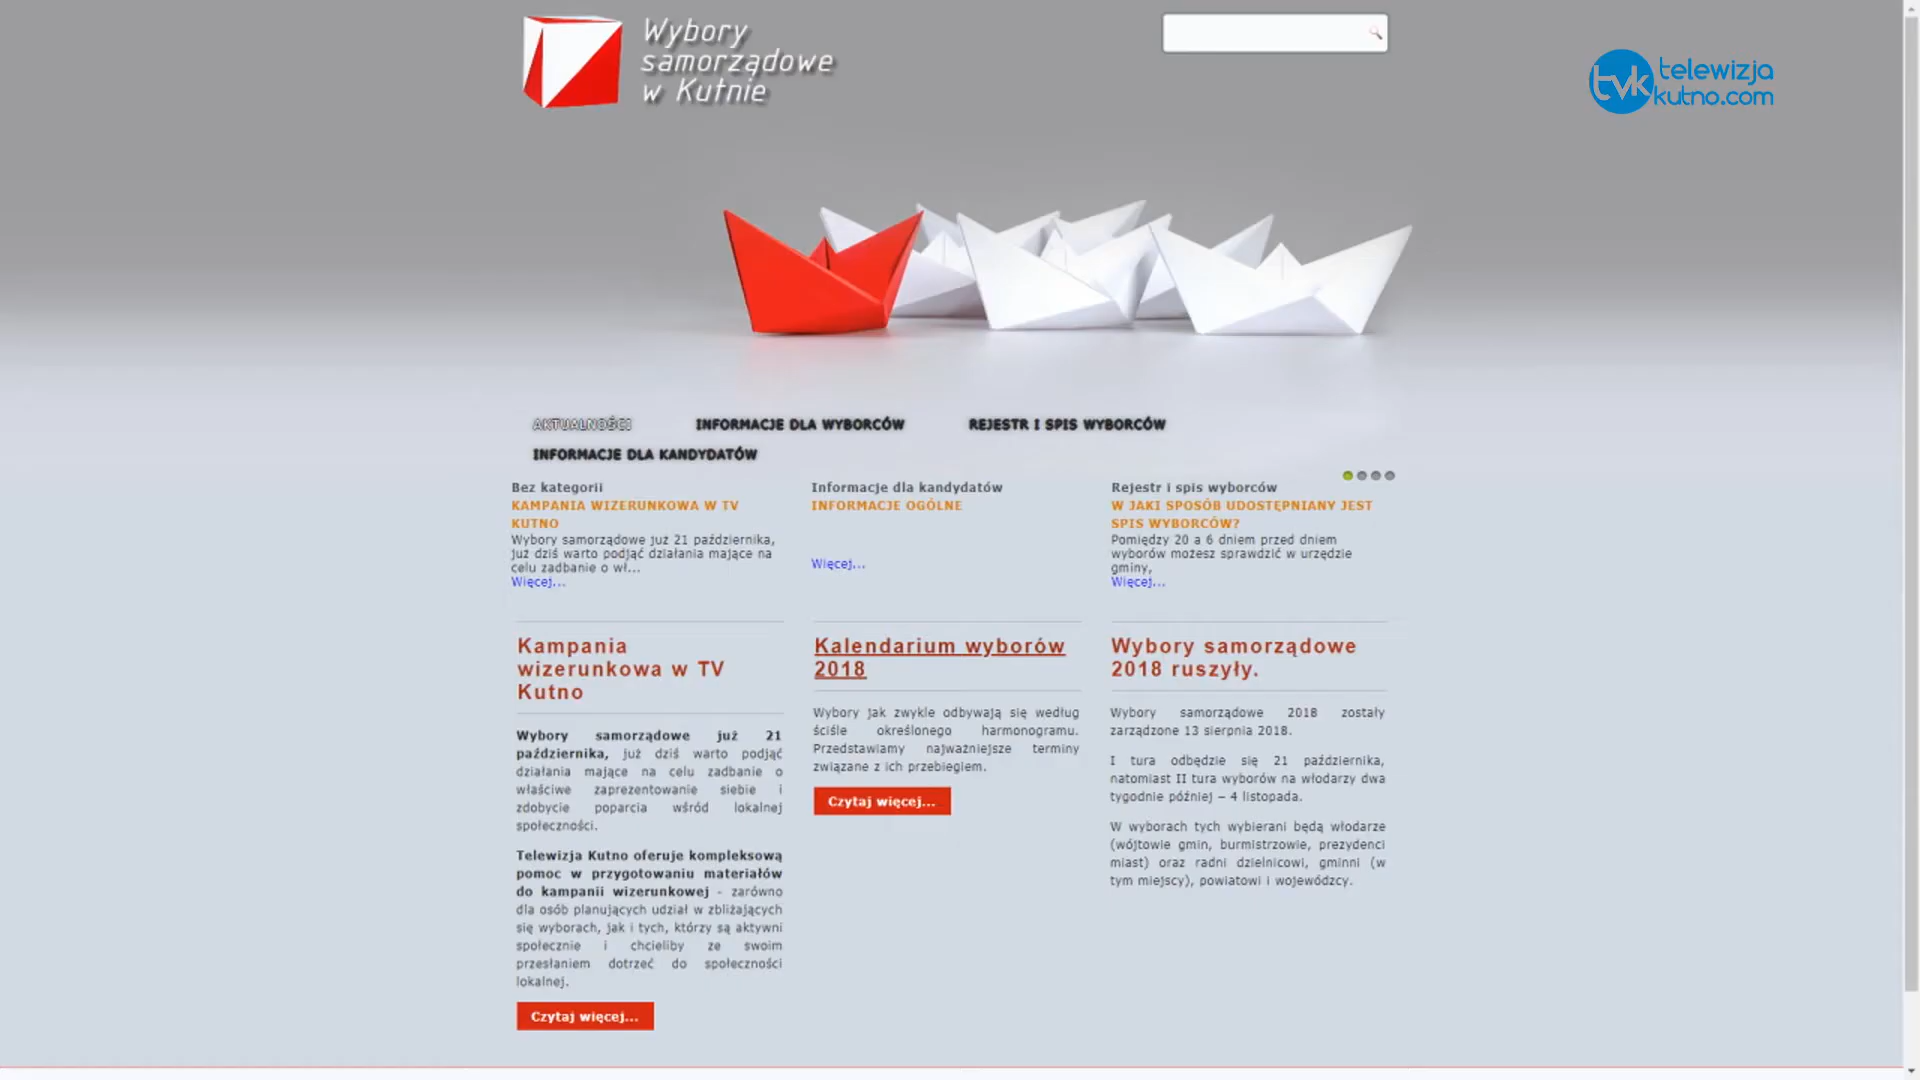 Wybory
samorządowe
w Kutnie
tvk telewizja
kutno.com
AKTUALNOŚCI
INFORMACJE DLA WYBORCÓW
REJESTR I SPIS WYBORCÓW
INFORMACJE DLA KANDYDATÓW
Bez kategorii
KAMPANIA WIZERUNKOWA W TV
KUTNO
Wybory samorządowe już 21 października,
już dziś warto podjąć działania mające na
celu zadbanie o wł...
Więcej...
Informacje dla kandydatów
INFORMACJE OGÓLNE
Więcej...
Rejestr i spis wyborców
W JAKI SPOSÓB UDOSTĘPNIANY JEST
SPIS WYBORCÓW?
Pomiędzy 20 a 6 dniem przed dniem
wyborów możesz sprawdzić w urzędzie
gminy,
Więcej...
Kampania
wizerunkowa w TV
Kutno
Wybory samorządowe już 21
października, już dziś warto podjąć
działania mające na celu zadbanie o
właściwe zaprezentowanie siebie i
zdobycie poparcia wśród lokalnej
społeczności.
Telewizja Kutno oferuje kompleksową
pomoc w przygotowaniu materiałów
do kampanii wizerunkowej - zarówno
dla osób planujących udział w zbliżających
się wyborach, jak i tych, którzy są aktywni
społecznie i chcieliby ze swoim
przesłaniem dotrzeć do społeczności
lokalnej.
Czytaj więcej...
Kalendarium wyborów
2018
Wybory jak zwykle odbywają się według
ściśle określonego harmonogramu.
Przedstawiamy najważniejsze terminy
związane z ich przebiegiem.
Czytaj więcej...
Wybory samorządowe
2018 ruszyły.
Wybory samorządowe 2018 zostały
zarządzone 13 sierpnia 2018.
I tura odbędzie się 21 października,
natomiast II tura wyborów na włodarzy dwa
tygodnie później – 4 listopada.
W wyborach tych wybierani będą włodarze
(wójtowie gmin, burmistrzowie, prezydenci
miast) oraz radni dzielnicowi, gminni (w
tym miejscy), powiatowi i wojewódzcy.